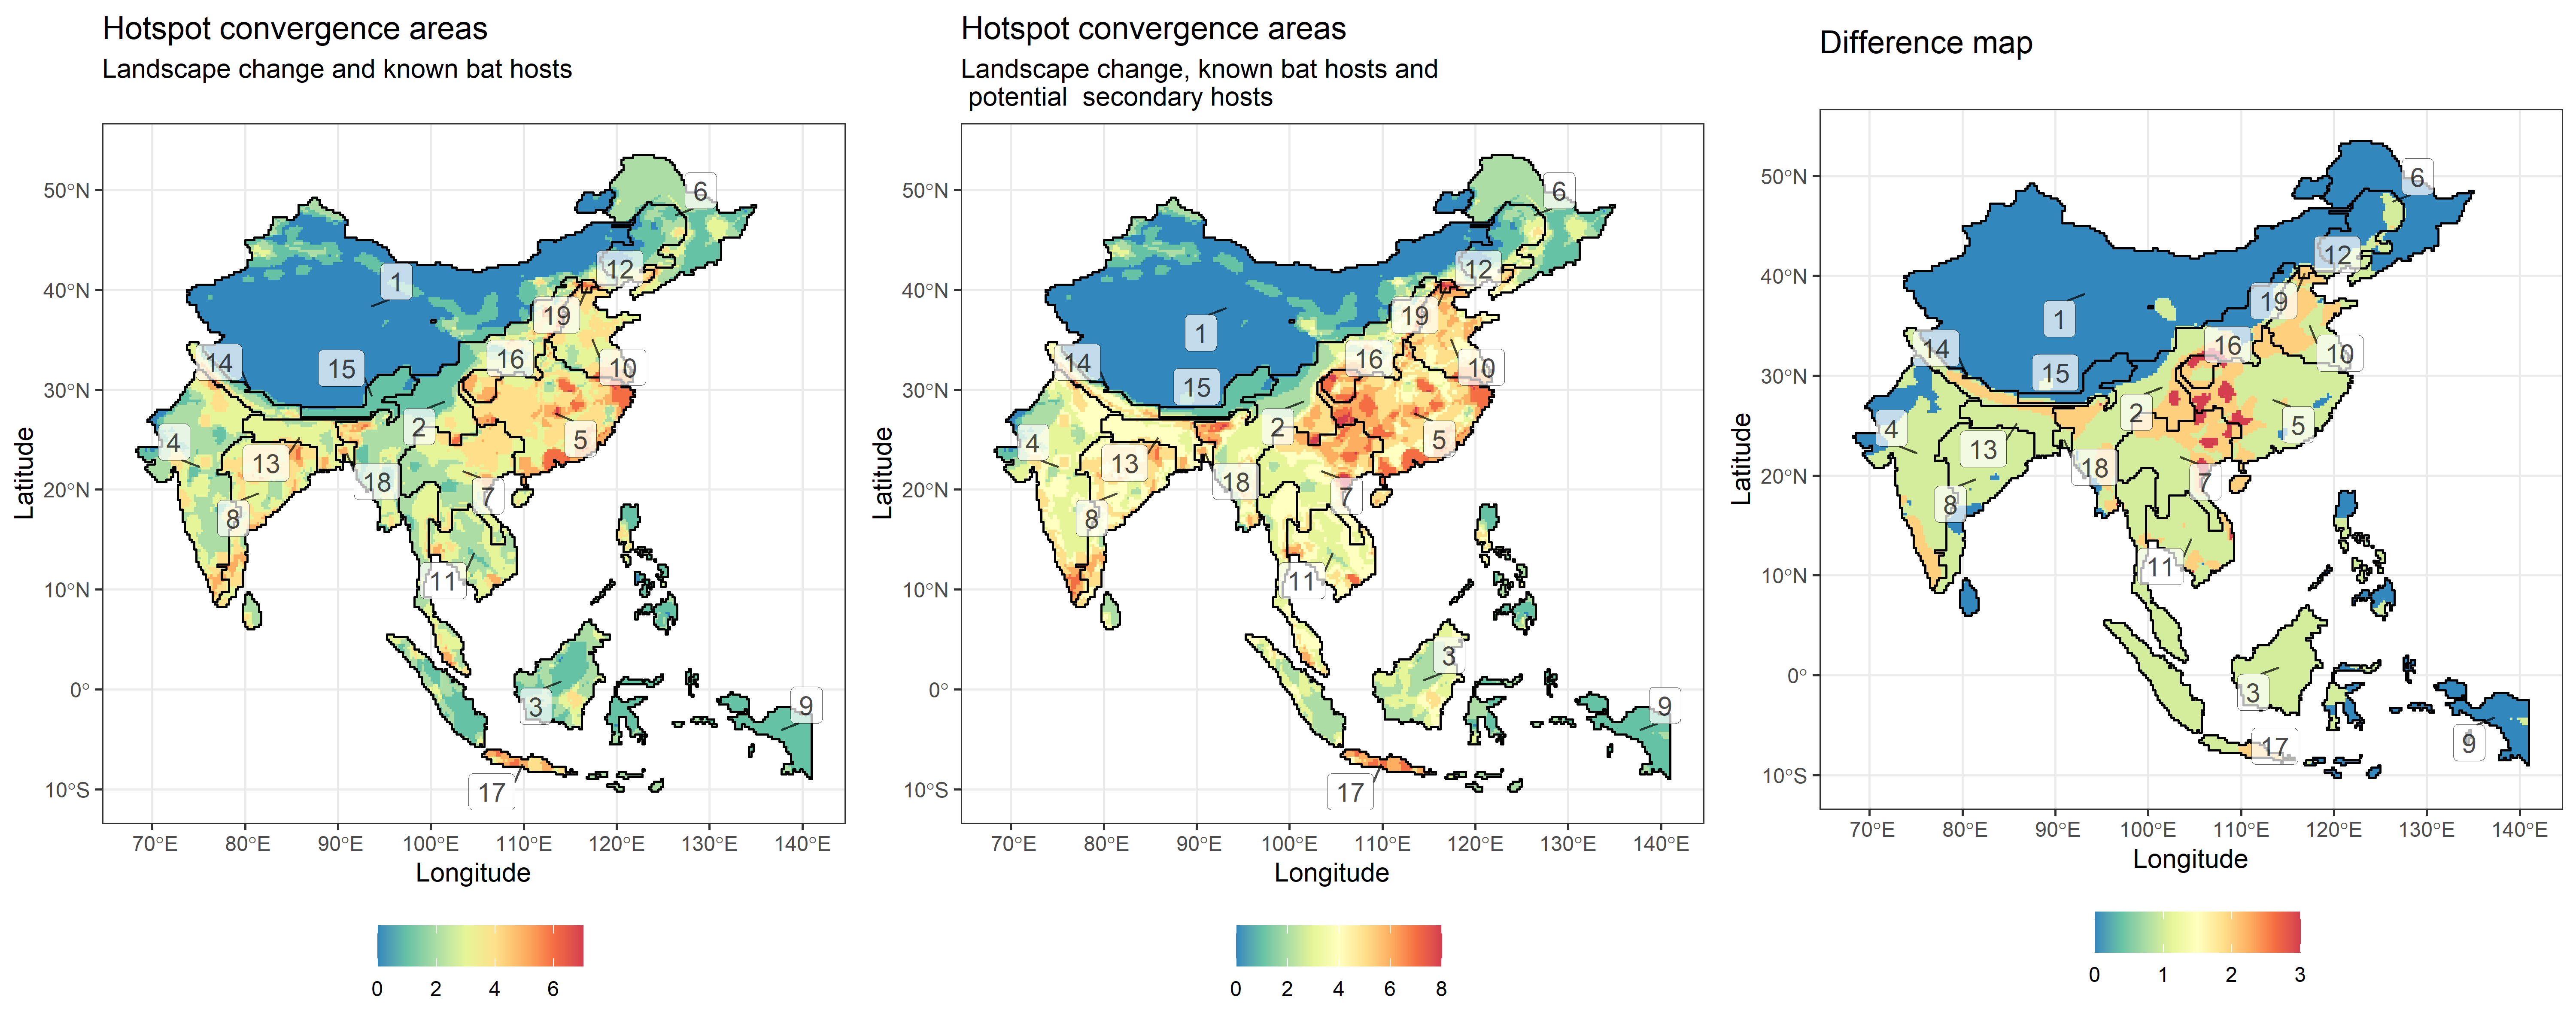 Hotspot convergence areas
Landscape change and known bat hosts
50°N
40°N
30°N
20°N
10°N
0°
10°S
Latitude
6
12
1
19
14
15
16
10
2
4
13
5
18
7
8
11
3
9
17
70°E 80°E 90°E 100°E 110°E 120°E 130°E 140°E
Longitude
0 2 4 6
Hotspot convergence areas
Landscape change, known bat hosts and
potential secondary hosts
50°N
40°N
30°N
20°N
10°N
0°
10°S
Latitude
6
12
19
1
14
16
10
15
2
4
5
13
18
7
8
11
3
9
17
70°E 80°E 90°E 100°E 110°E 120°E 130°E 140°E
Longitude
0 2 4 6 8
Difference map
50°N
40°N
30°N
20°N
10°N
0°
10°S
Latitude
6
12
19
1
14
16
10
15
2
4
5
13
18
7
8
11
3
9
17
70°E 80°E 90°E 100°E 110°E 120°E 130°E 140°E
Longitude
0 1 2 3